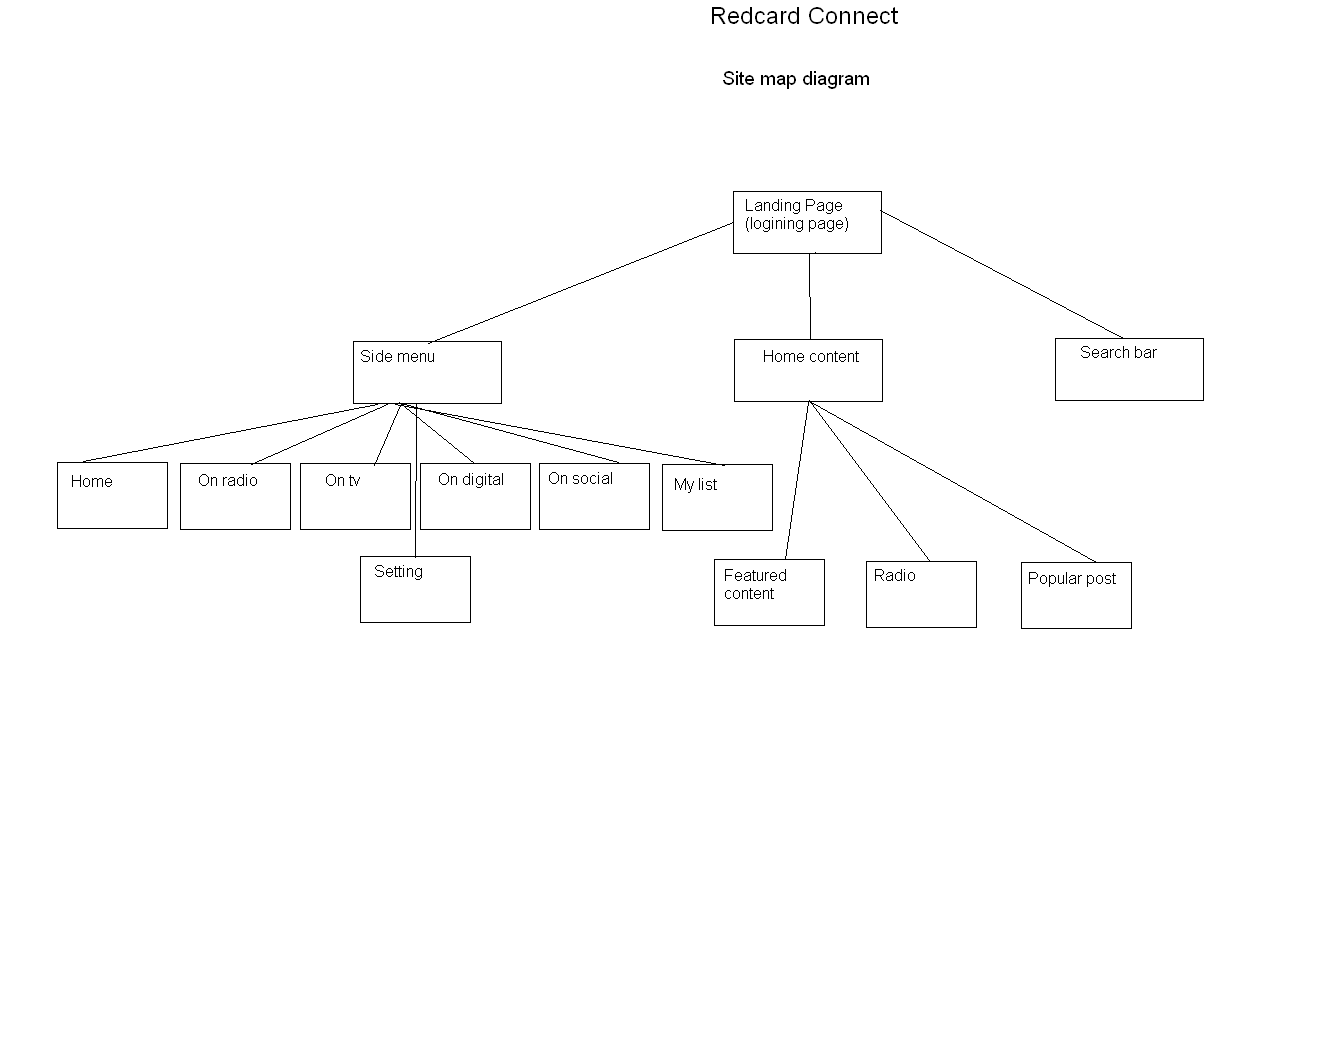 Redcard Connect
Site map diagram
Landing Page
(logining page)
Side menu
Home content
Search bar
Home
On radio
On tv
On digital
On social
My list
Setting
Featured
content
Radio
Popular post